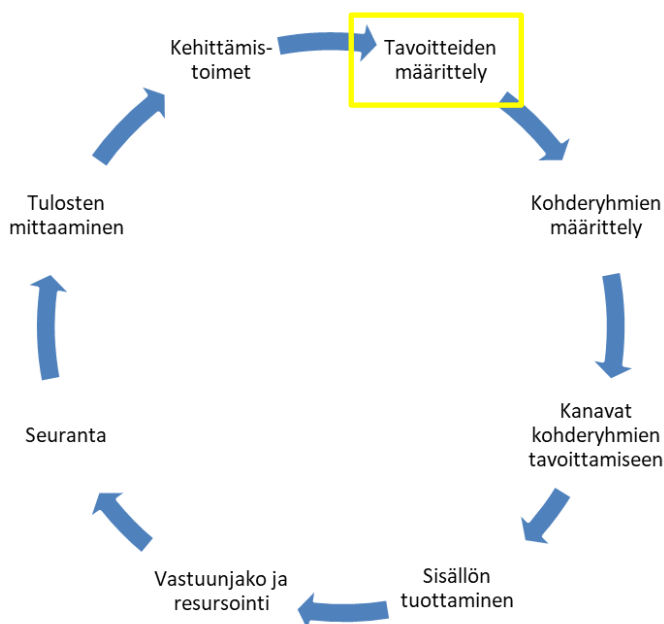 Kehittämis-
toimet
Tavoitteiden
määrittely
Kohderyhmien
määrittely
Kanavat
kohderyhmien
tavoittamiseen
Sisällön
tuottaminen
Vastuunjako ja
resursointi
Seuranta
Tulosten
mittaaminen